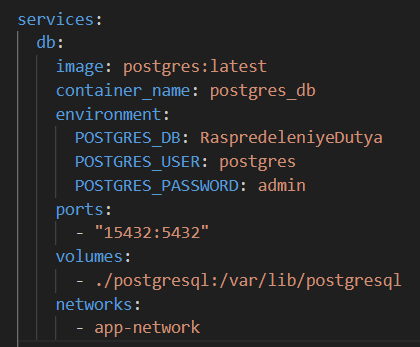 services:
db:
image: postgres:latest
container_name: postgres_db
environment:
POSTGRES_DB: RaspredeleniyeDutya
POSTGRES_USER: postgres
POSTGRES_PASSWORD: admin
ports:
- "15432:5432"
volumes:
- ./postgresql:/var/lib/postgresql
networks:
- app-network